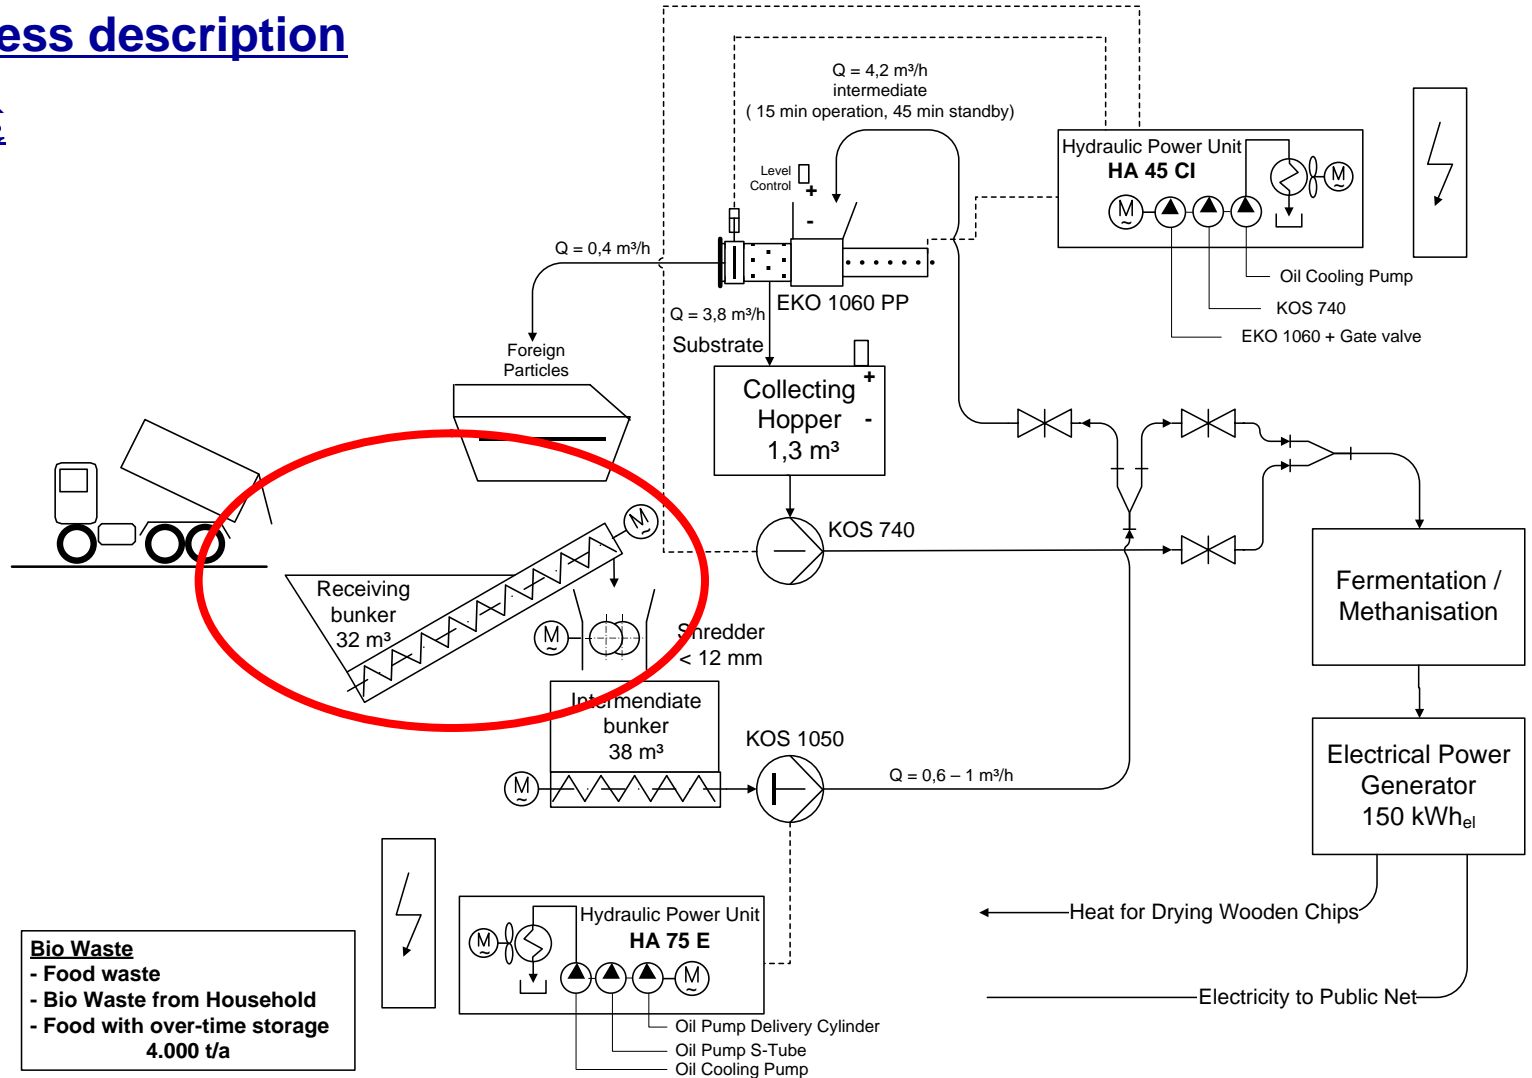 ess description
Q = 4,2 m³/h
intermediate
( 15 min operation, 45 min standby)
Level
Control
+
-
Hydraulic Power Unit
HA 45 CI
M
~
M
~
Oil Cooling Pump
KOS 740
EKO 1060 + Gate valve
Q = 0,4 m³/h
EKO 1060 PP
Q = 3,8 m³/h
Substrate
Foreign
Particles
Collecting
Hopper
1,3 m³
+
-
KOS 740
M
~
Receiving
bunker
32 m³
M
~
Shredder
< 12 mm
Intermendiate
bunker
38 m³
M
~
KOS 1050
Q = 0,6 – 1 m³/h
Fermentation /
Methanisation
Electrical Power
Generator
150 kWhel
Heat for Drying Wooden Chips
Electricity to Public Net
Hydraulic Power Unit
HA 75 E
M
~
M
~
Oil Pump Delivery Cylinder
Oil Pump S-Tube
Oil Cooling Pump
Bio Waste
- Food waste
- Bio Waste from Household
- Food with over-time storage
4.000 t/a